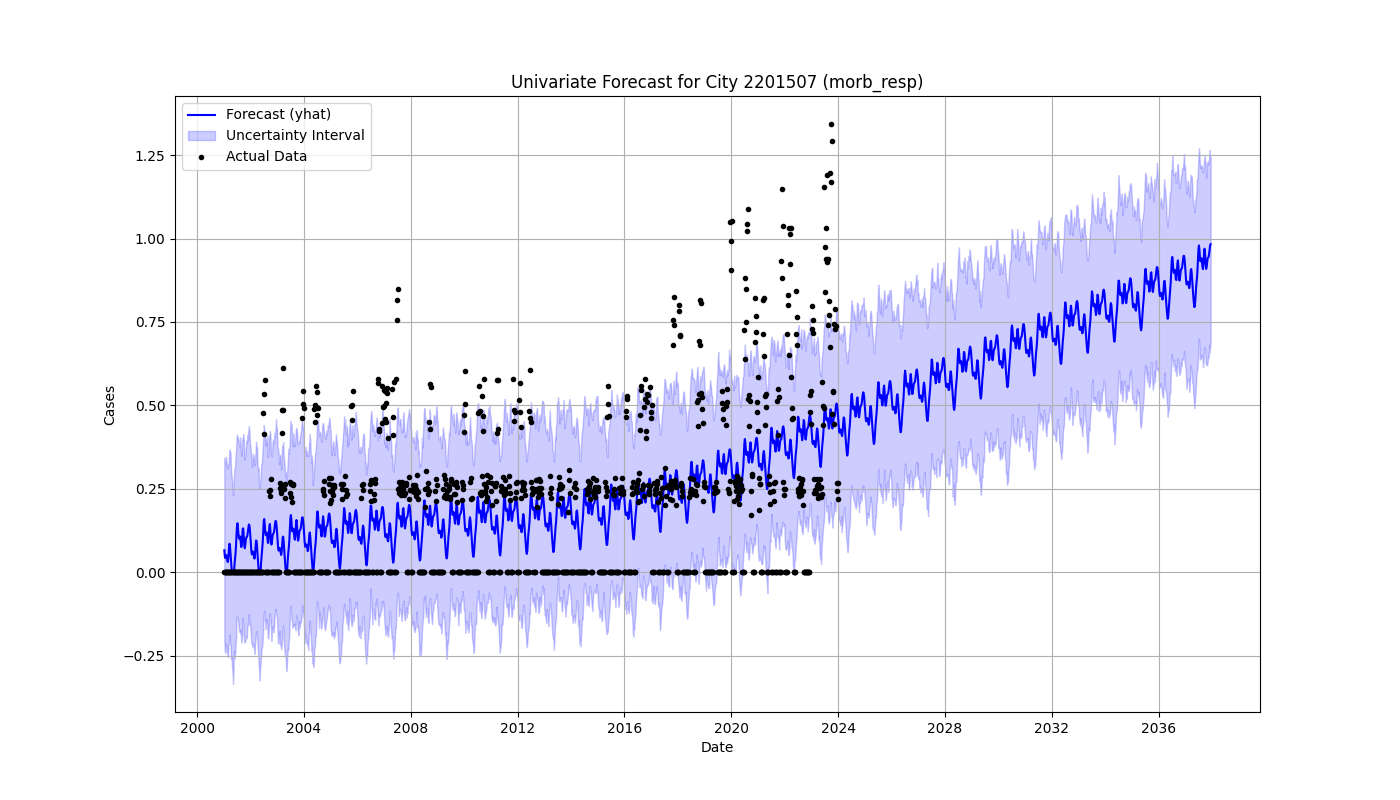 Univariate Forecast for City 2201507 (morb_resp)
Forecast (yhat)
Uncertainty Interval
Actual Data
Cases
1.25
1.00
0.75
0.50
0.25
0.00
−0.25
2000 2004 2008 2012 2016 2020 2024 2028 2032 2036
Date